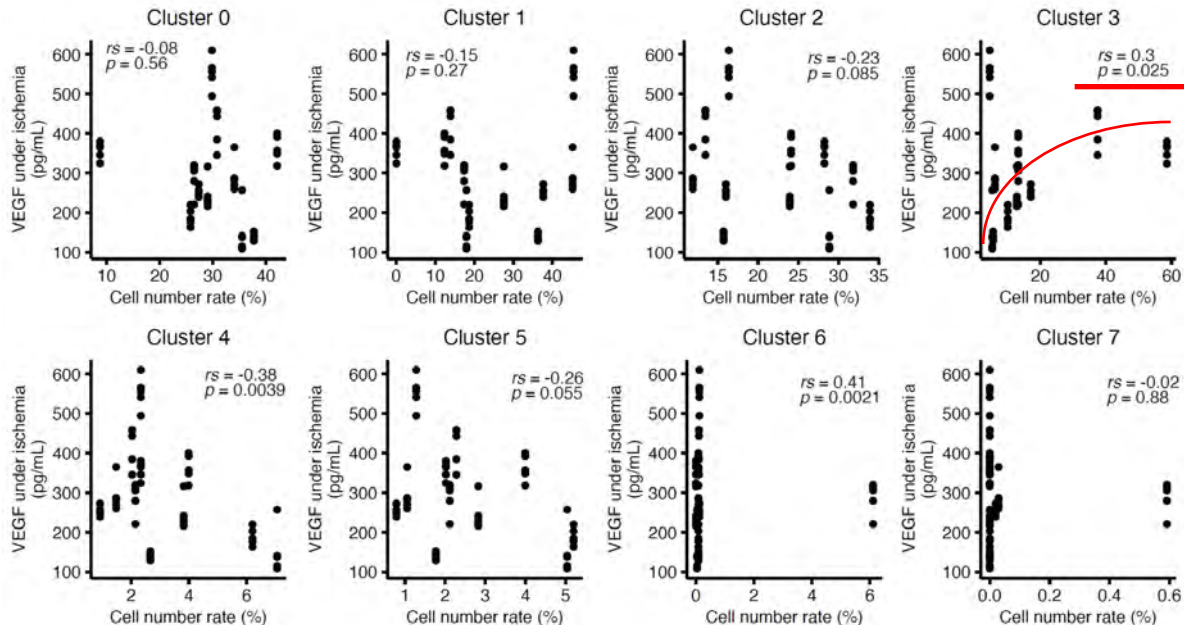 Cluster 0
Cluster 1
Cluster 2
Cluster 3
VEGF under ischemia
(pg/mL)
600
500
400
300
200
100
rs = -0.08
p = 0.56
10
20
30
40
Cell number rate (%)
VEGF under ischemia
(pg/mL)
600
500
400
300
200
100
rs = -0.15
p = 0.27
0
10
20
30
40
Cell number rate (%)
VEGF under ischemia
(pg/mL)
600
500
400
300
200
100
rs = -0.23
p = 0.085
15
20
25
30
35
Cell number rate (%)
VEGF under ischemia
(pg/mL)
600
500
400
300
200
100
rs = 0.3
p = 0.025
20
40
60
Cell number rate (%)
Cluster 4
Cluster 5
Cluster 6
Cluster 7
VEGF under ischemia
(pg/mL)
600
500
400
300
200
100
rs = -0.38
p = 0.0039
2
4
6
Cell number rate (%)
VEGF under ischemia
(pg/mL)
600
500
400
300
200
100
rs = -0.26
p = 0.055
1
2
3
4
5
Cell number rate (%)
VEGF under ischemia
(pg/mL)
600
500
400
300
200
100
rs = 0.41
p = 0.0021
0
2
4
6
Cell number rate (%)
VEGF under ischemia
(pg/mL)
600
500
400
300
200
100
rs = -0.02
p = 0.88
0.0
0.2
0.4
0.6
Cell number rate (%)